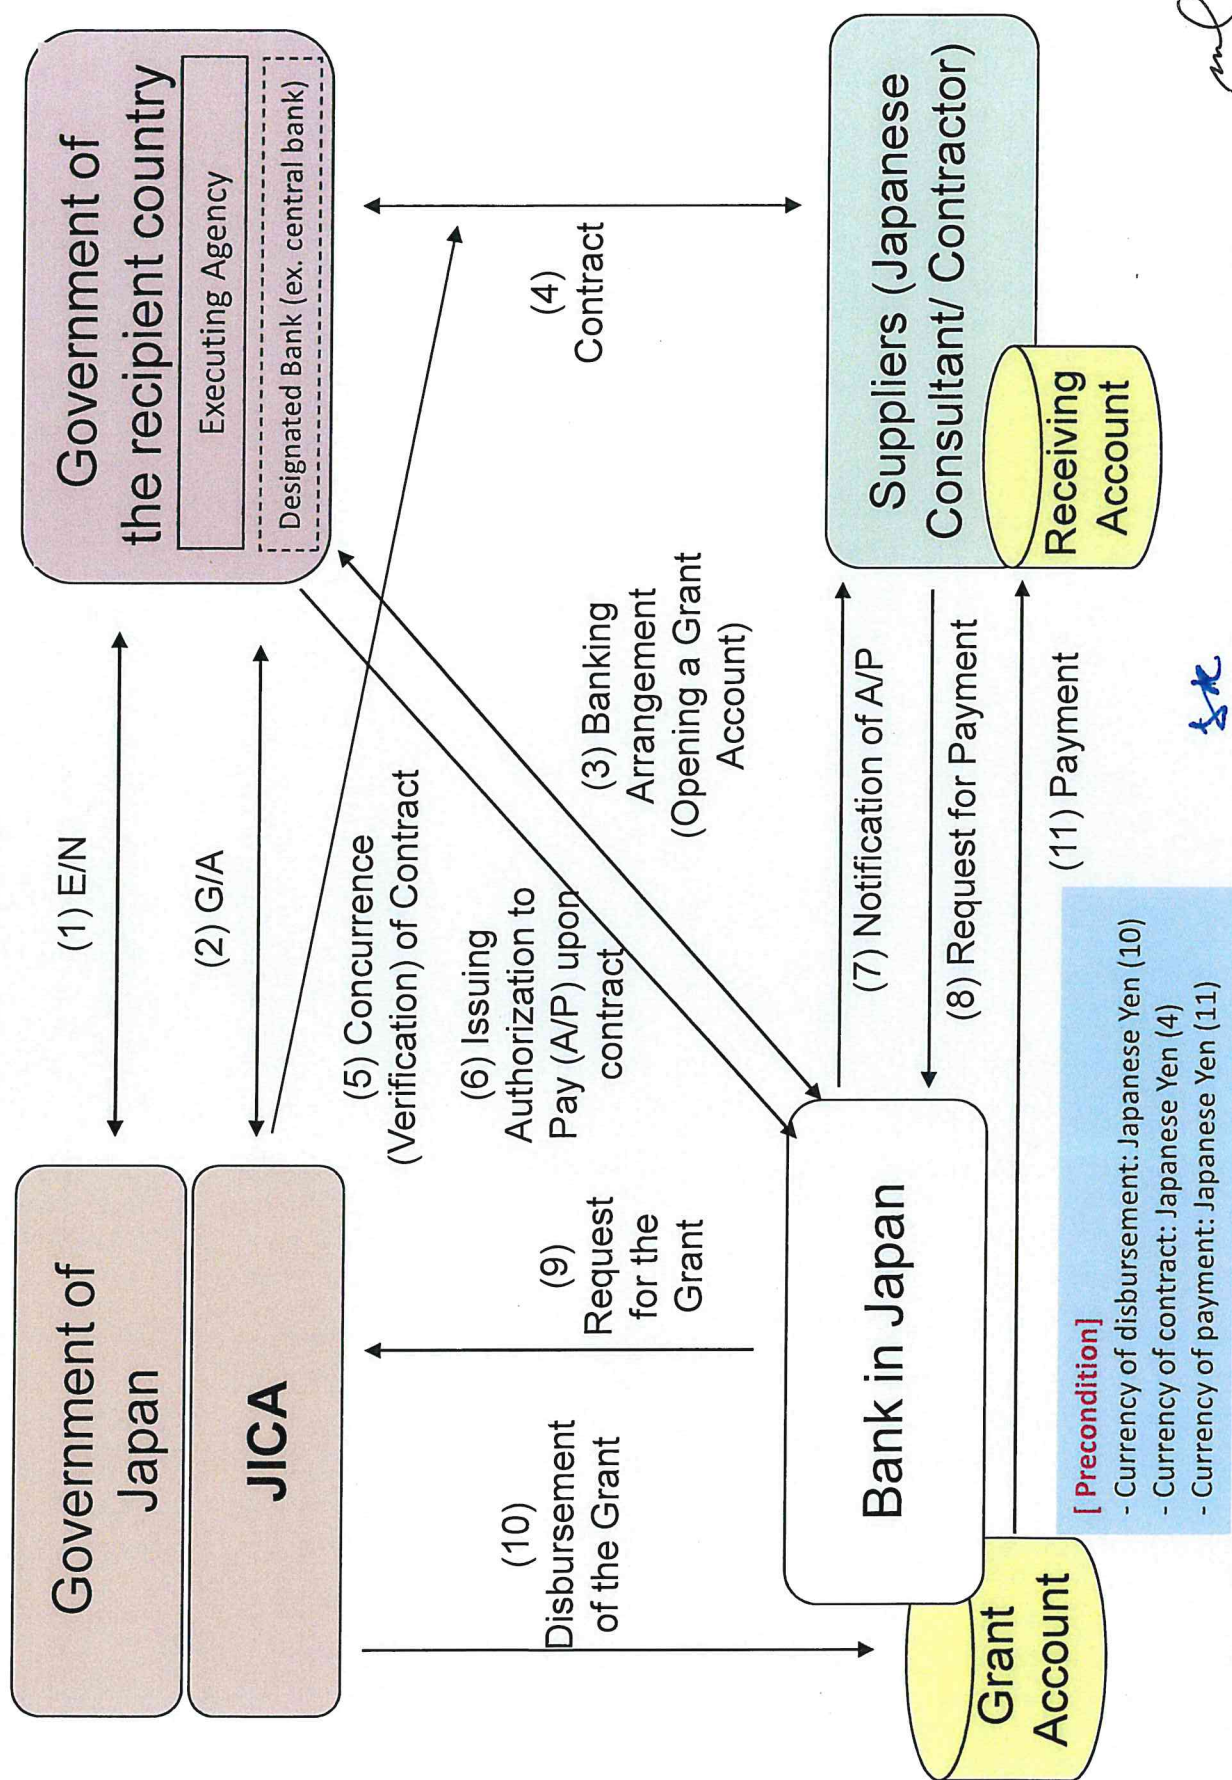 Government of
Japan
JICA
(1) E/N
(2) G/A
Government of
the recipient country
Executing Agency
Designated Bank (ex. central bank)
(5) Concurrence
(Verification) of Contract
(6) Issuing
Authorization to
Pay (A/P) upon
contract
(3) Banking
Arrangement
(Opening a Grant
Account)
(4)
Contract
(9)
Request
for the
Grant
(10)
Disbursement
of the Grant
Bank in Japan
Grant
Account
(7) Notification of A/P
(8) Request for Payment
(11) Payment
Suppliers (Japanese
Consultant/ Contractor)
Receiving
Account
[ Precondition]
- Currency of disbursement: Japanese Yen (10)
- Currency of contract: Japanese Yen (4)
- Currency of payment: Japanese Yen (11)